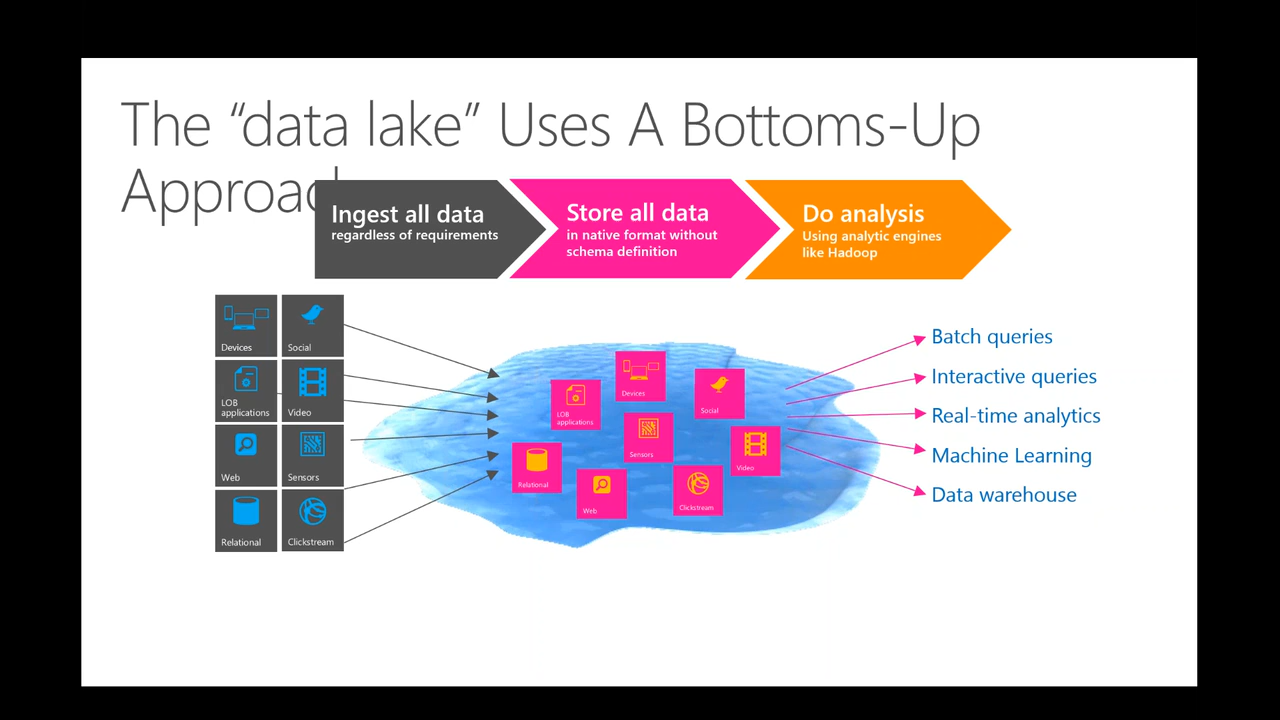 The “data lake” Uses A Bottoms-Up
Approach
Ingest all data
regardless of requirements
Store all data
in native format without
schema definition
Do analysis
Using analytic engines
like Hadoop
Devices
Social
LOB
applications
Video
Web
Sensors
Relational
Clickstream
Devices
Social
LOB
applications
Sensors
Video
Relational
Web
Clickstream
Batch queries
Interactive queries
Real-time analytics
Machine Learning
Data warehouse